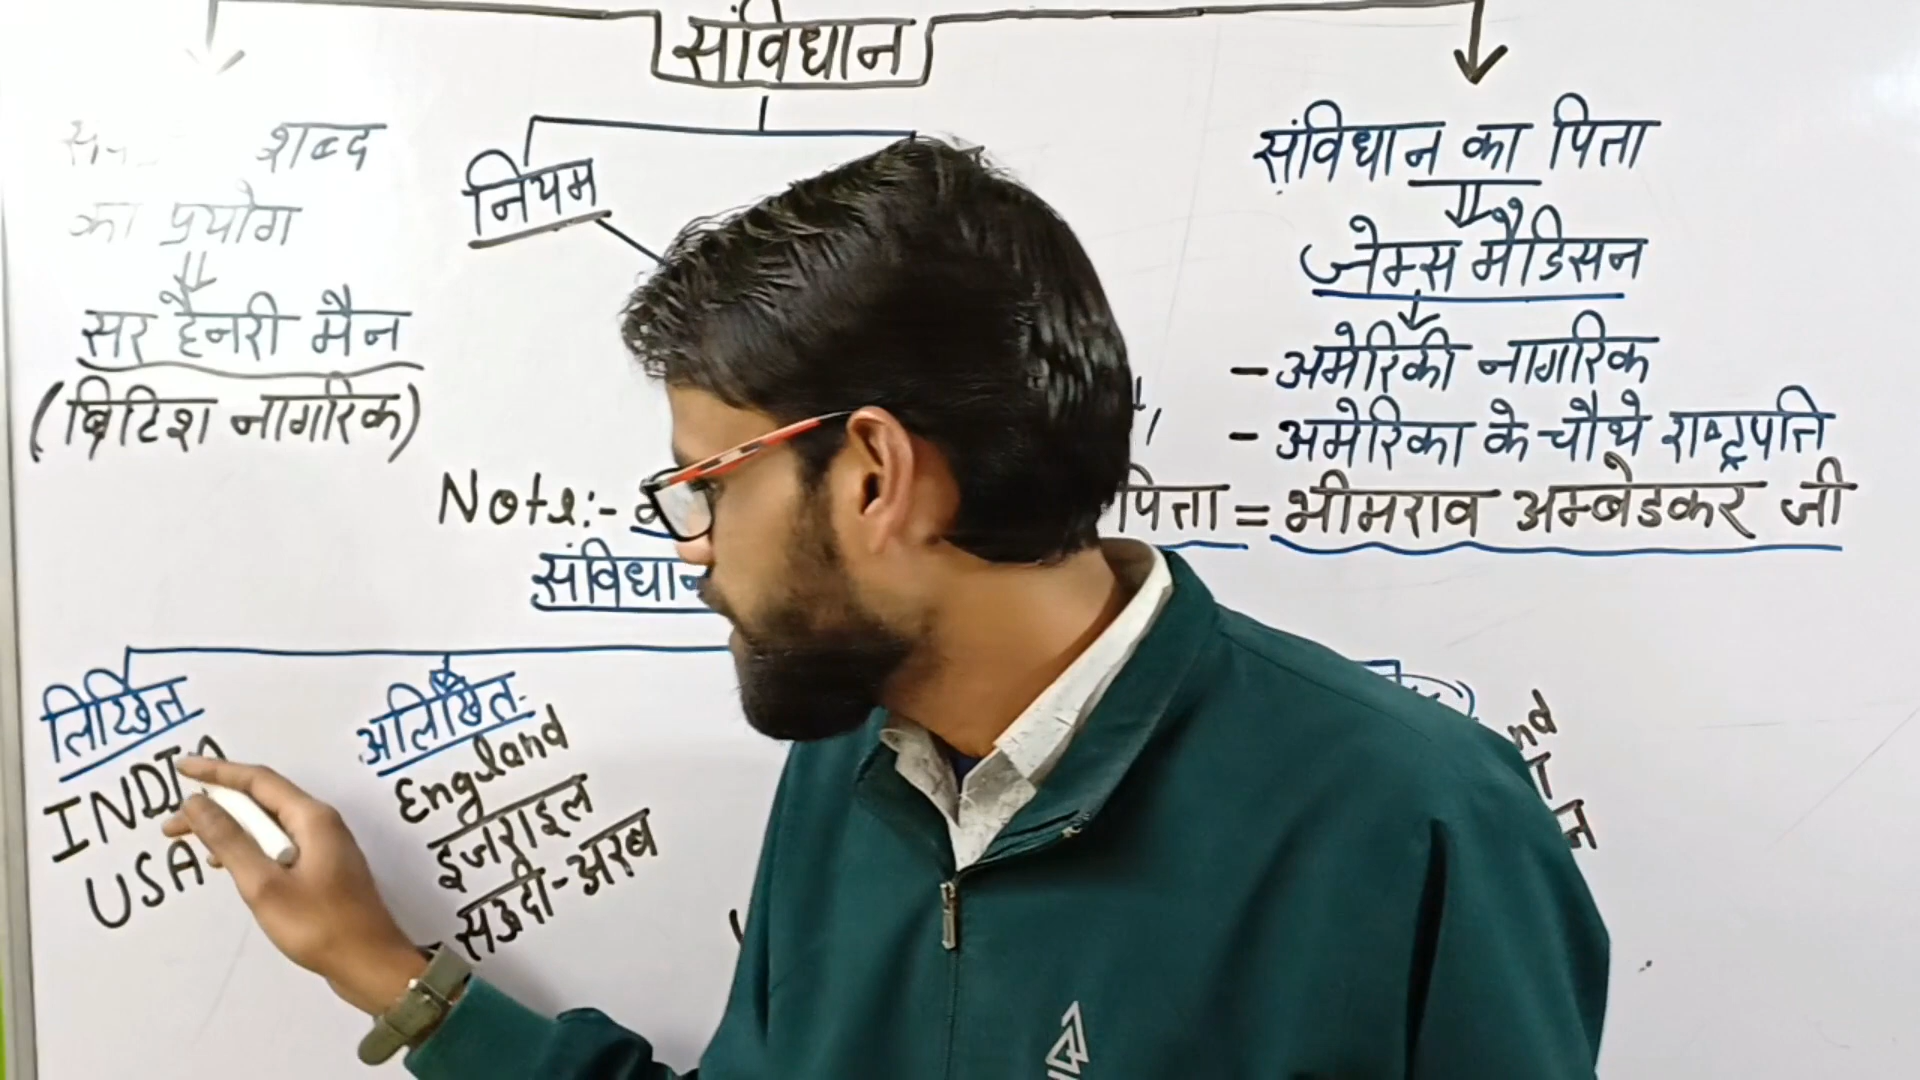 संविधान
शब्द
का प्रयोग
सर हैनरी मैन
(ब्रिटिश नागरिक)
नियम
संविधान का पिता
जेम्स मैडिसन
- अमेरिकी नागरिक
- अमेरिका के चौथे राष्ट्रपति
Note:-
पिता = भीमराव अम्बेडकर जी
संविधान
लिखित
INDIA
USA
अलिखित
England
इजराइल
सऊदी-अरब
nd